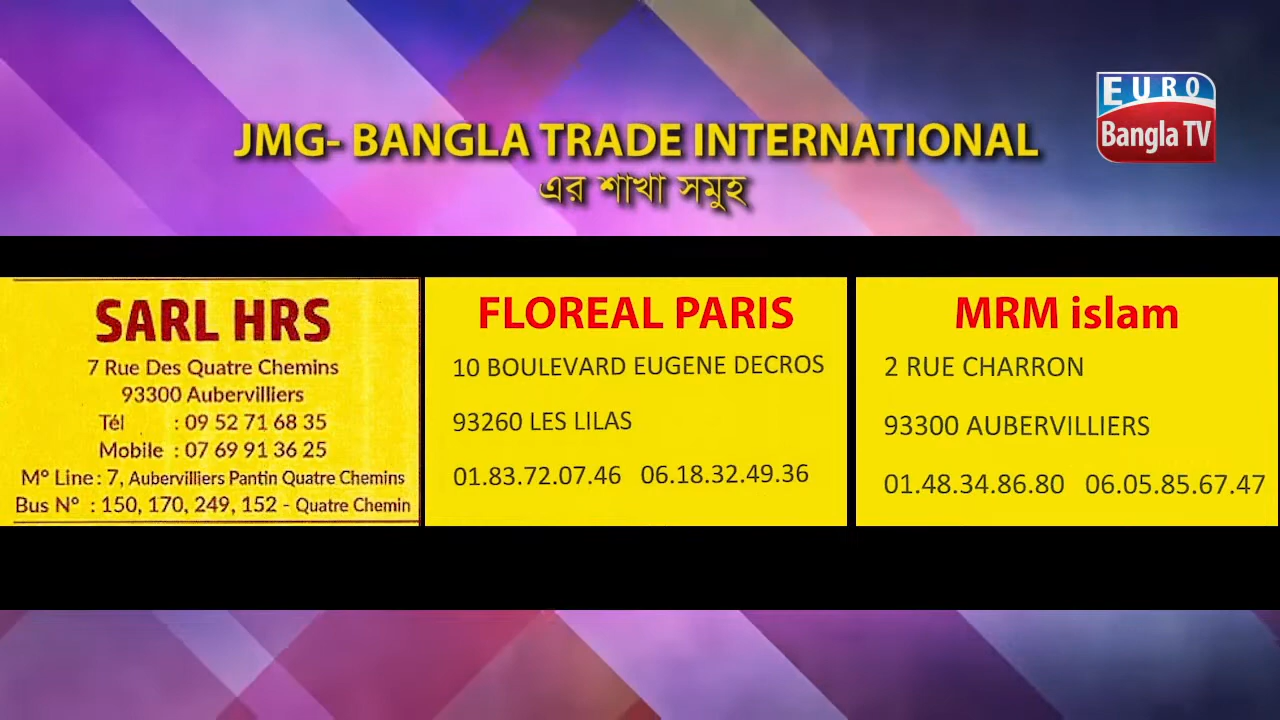 JMG- BANGLA TRADE INTERNATIONAL
এর শাখা সমুহ
EURO
Bangla TV
SARL HRS
7 Rue Des Quatre Chemins
93300 Aubervilliers
Tél : 09 52 71 68 35
Mobile : 07 69 91 36 25
M° Line : 7, Aubervilliers Pantin Quatre Chemins
Bus N° : 150, 170, 249, 152 - Quatre Chemin
FLOREAL PARIS
10 BOULEVARD EUGENE DECROS
93260 LES LILAS
01.83.72.07.46 06.18.32.49.36
MRM islam
2 RUE CHARRON
93300 AUBERVILLIERS
01.48.34.86.80 06.05.85.67.47